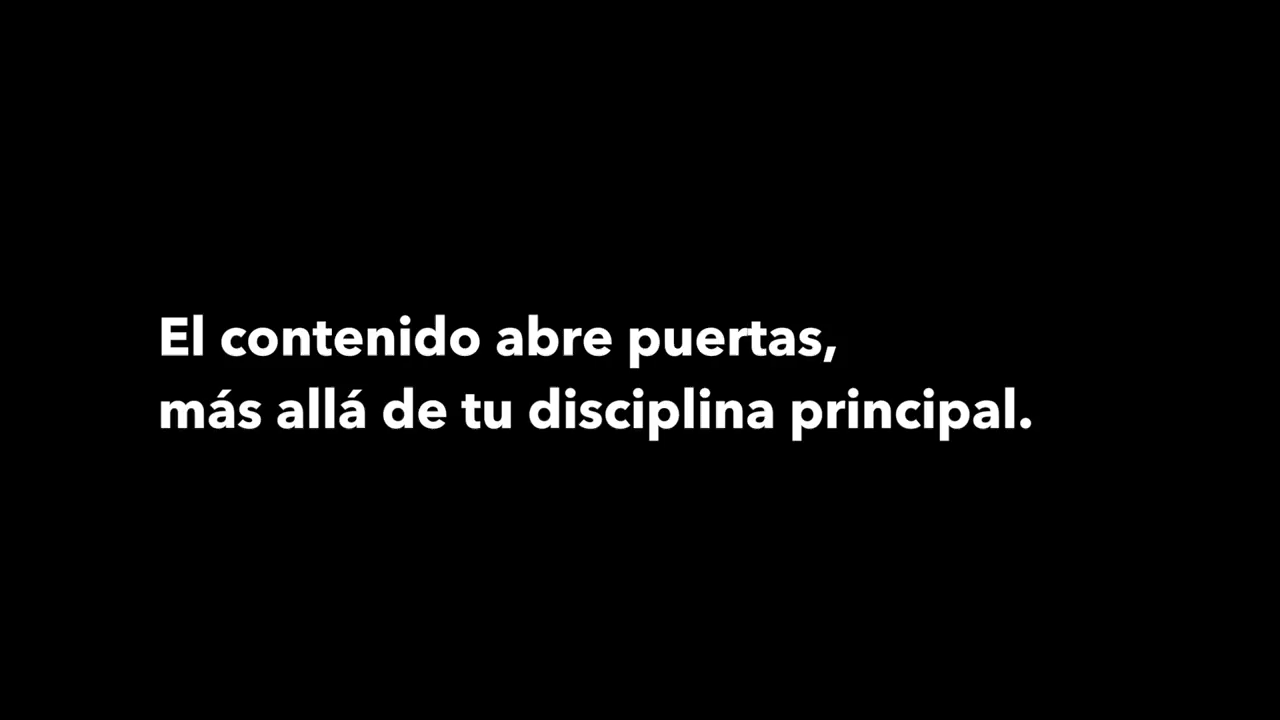 El contenido abre puertas,
más allá de tu disciplina principal.